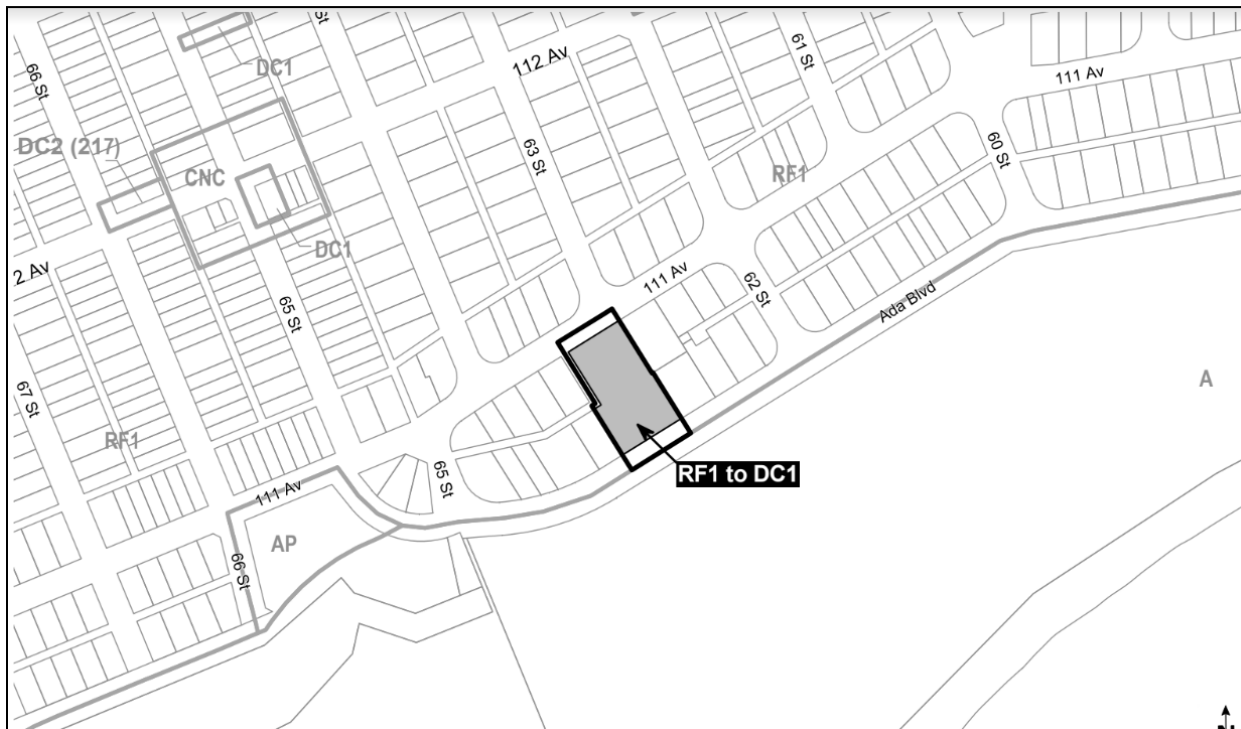 St
DC1
66 St
112 Av
61 St
111 Av
DC2 (217)
CNC
63 St
60 St
RF1
DC1
2 Av
111 Av
62 St
65 St
Ada Blvd
67 St
A
RF1
RF1 to DC1
65 St
111 Av
AP
66 St